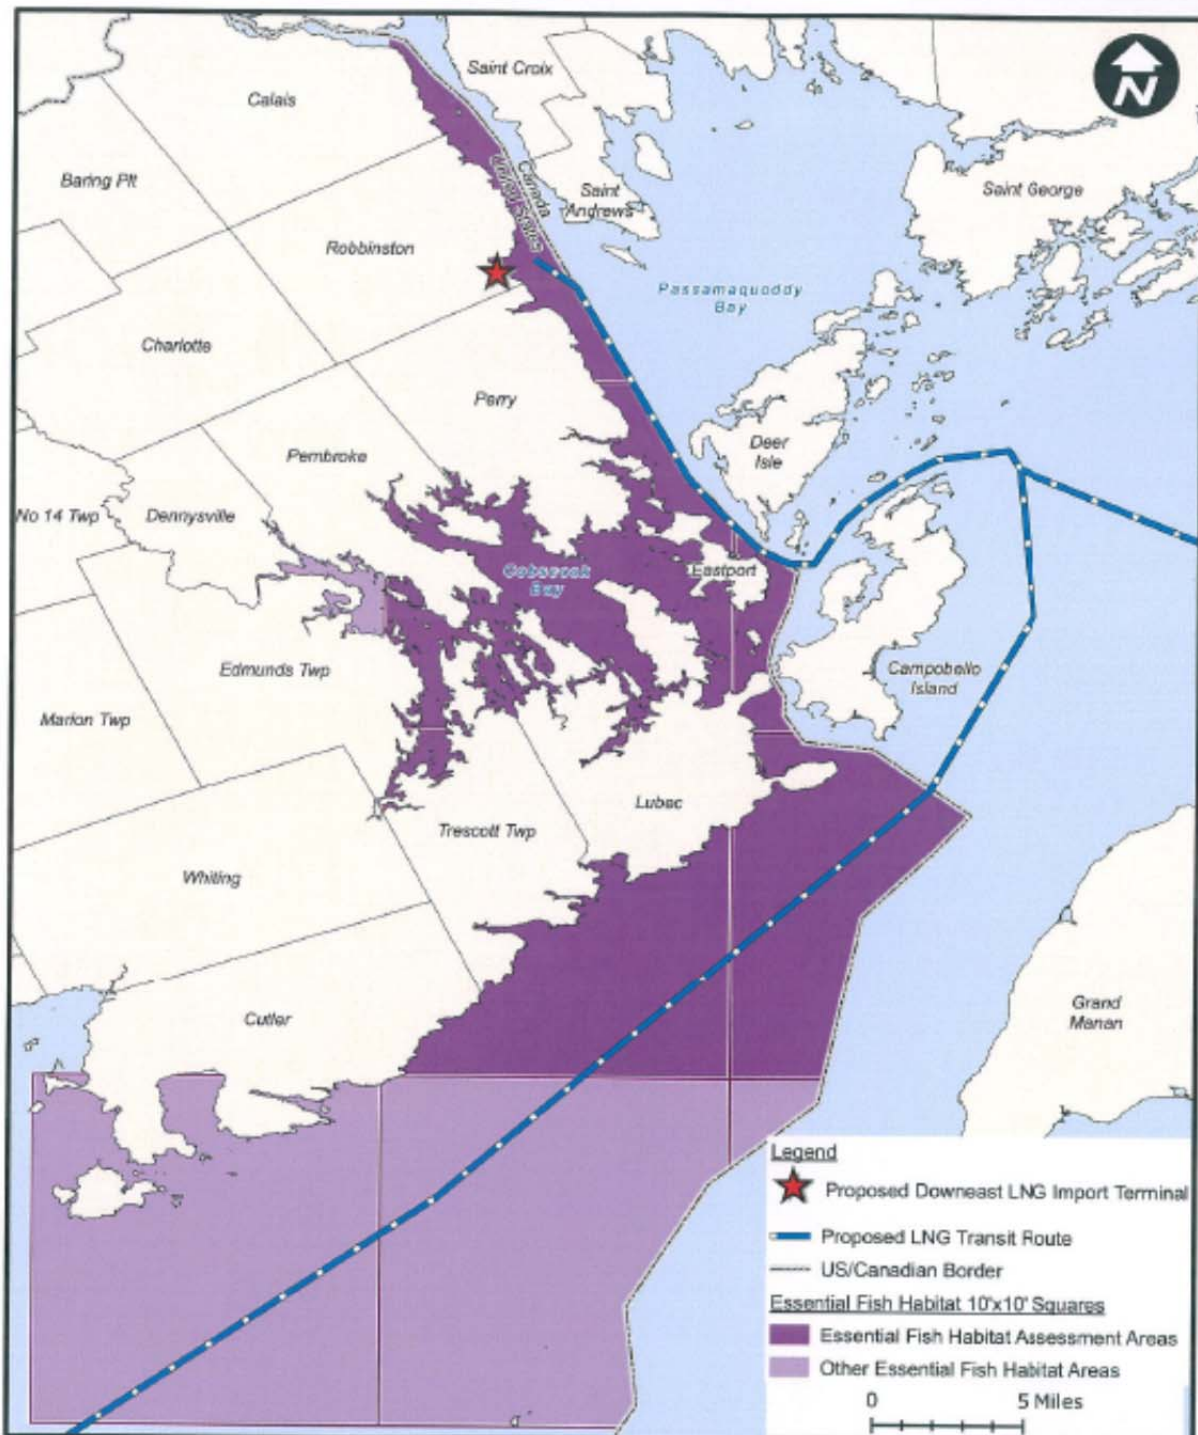 N
Saint Croix
Calais
Baring Plt
Saint
Andrews
Saint George
Canada
United States
Robbinston
Passamaquoddy
Bay
Charlotte
Perry
Deer
Isle
Pembroke
No 14 Twp
Dennysville
Cobscook
Bay
Eastport
Edmunds Twp
Campobello
Island
Marion Twp
Lubec
Trescott Twp
Whiting
Grand
Manan
Cutler
Legend
Proposed Downeast LNG Import Terminal
Proposed LNG Transit Route
US/Canadian Border
Essential Fish Habitat 10'x10' Squares
Essential Fish Habitat Assessment Areas
Other Essential Fish Habitat Areas
0 5 Miles